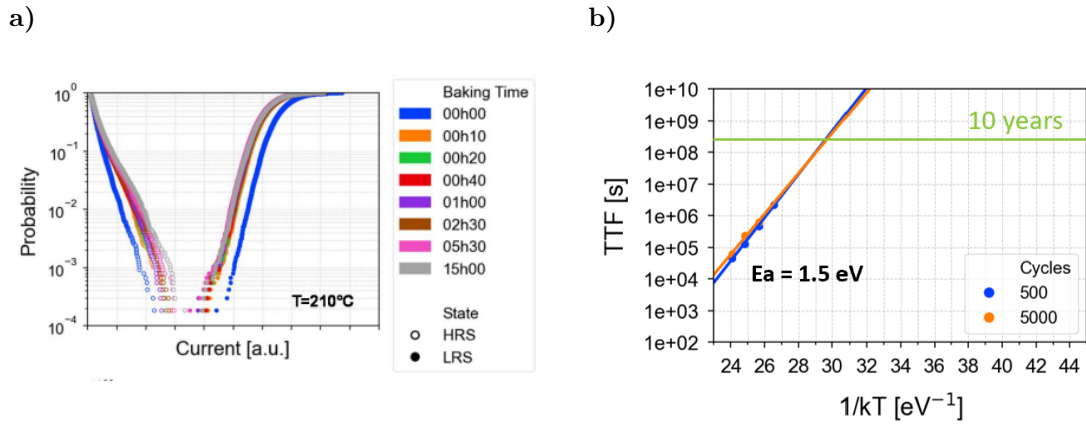 a)
10⁰
10⁻¹
10⁻²
10⁻³
10⁻⁴
Probability
Current [a.u.]
T=210°C
Baking Time
00h00
00h10
00h20
00h40
01h00
02h30
05h30
15h00
State
HRS
LRS
b)
1e+10
1e+09
1e+08
1e+07
1e+06
1e+05
1e+04
1e+03
1e+02
TTF [s]
10 years
Ea = 1.5 eV
Cycles
500
5000
24 26 28 30 32 34 36 38 40 42 44
1/kT [eV⁻¹]